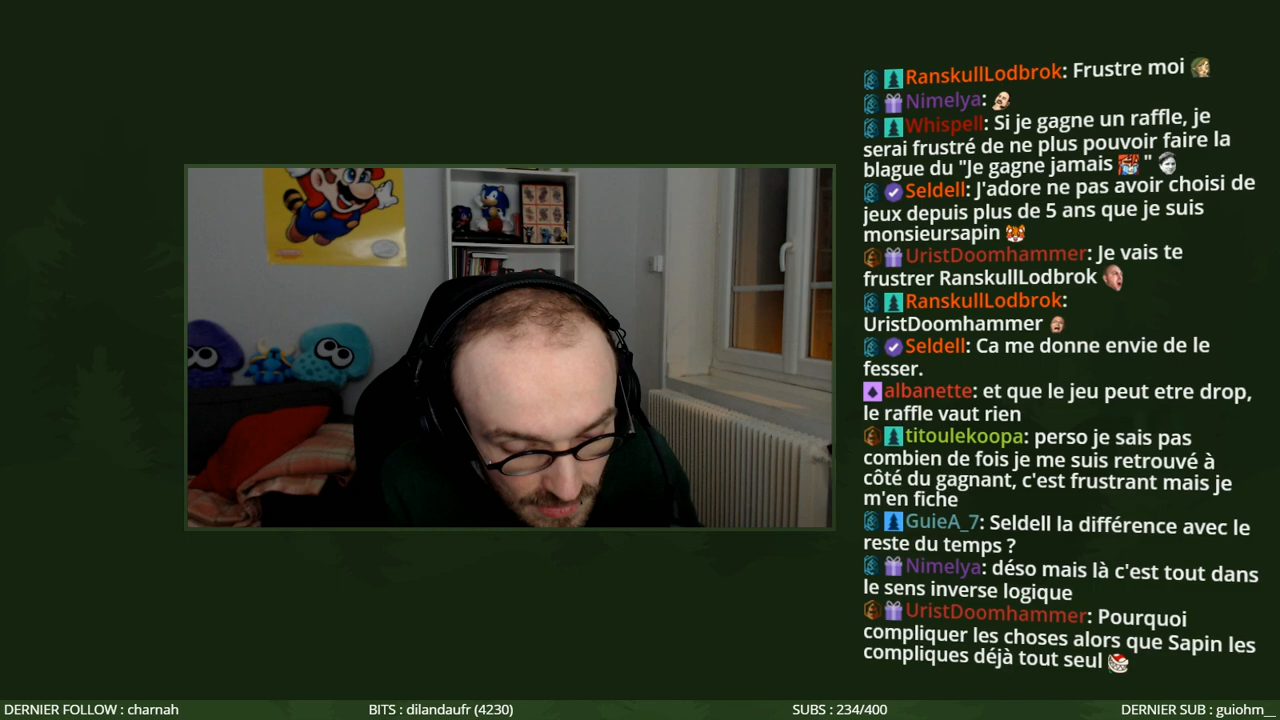 RanskullLodbrok: Frustre moi
Nimelya:
Whispell: Si je gagne un raffle, je
serai frustré de ne plus pouvoir faire la
blague du "Je gagne jamais "
Seldell: J'adore ne pas avoir choisi de
jeux depuis plus de 5 ans que je suis
monsieursapin
UristDoomhammer: Je vais te
frustrer RanskullLodbrok
RanskullLodbrok:
UristDoomhammer
Seldell: Ca me donne envie de le
fesser.
albanette: et que le jeu peut etre drop,
le raffle vaut rien
titoulekoopa: perso je sais pas
combien de fois je me suis retrouvé à
côté du gagnant, c'est frustrant mais je
m'en fiche
GuieA_7: Seldell la différence avec le
reste du temps ?
Nimelya: déso mais là c'est tout dans
le sens inverse logique
UristDoomhammer: Pourquoi
compliquer les choses alors que Sapin les
compliques déjà tout seul
DERNIER FOLLOW : charnah
BITS : dilandaufr (4230)
SUBS : 234/400
DERNIER SUB : guiohm__